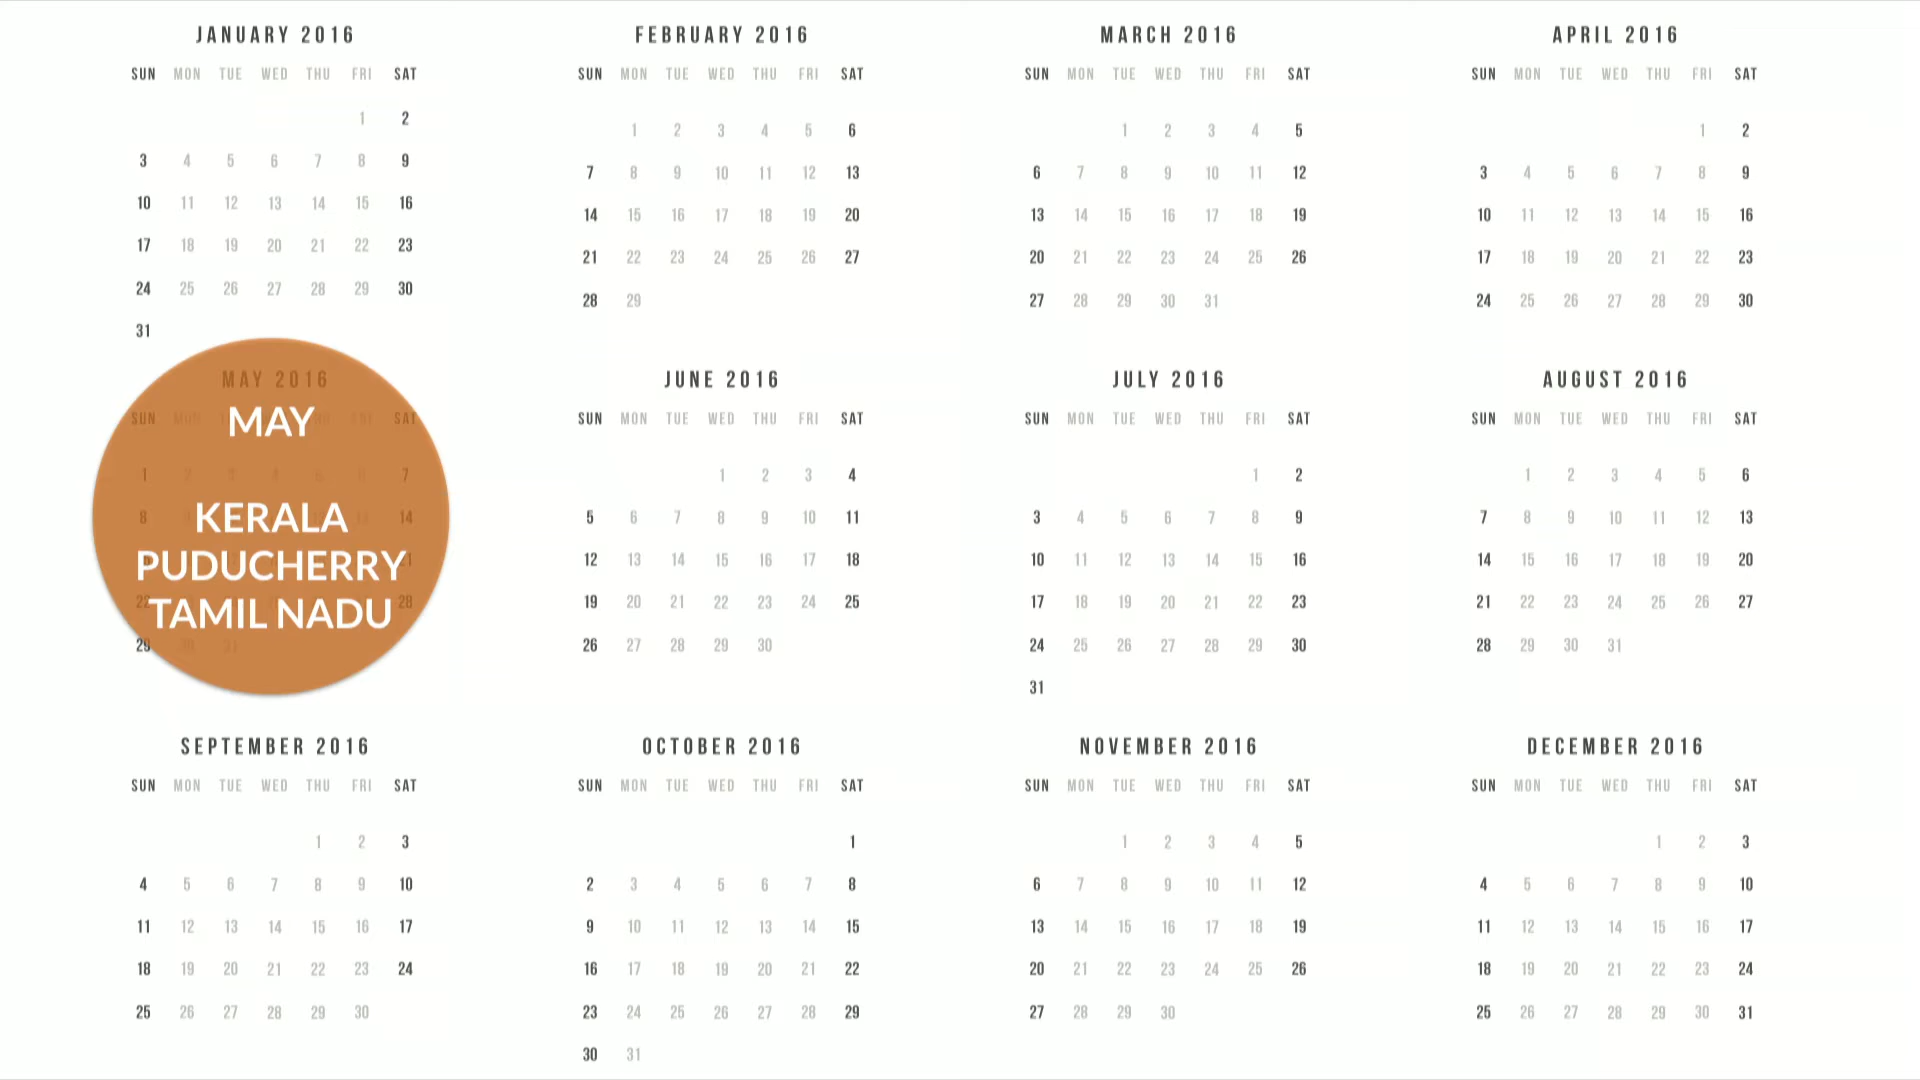 JANUARY 2016
SUN MON TUE WED THU FRI SAT
1 2
3 4 5 6 7 8 9
10 11 12 13 14 15 16
17 18 19 20 21 22 23
24 25 26 27 28 29 30
31
FEBRUARY 2016
SUN MON TUE WED THU FRI SAT
1 2 3 4 5 6
7 8 9 10 11 12 13
14 15 16 17 18 19 20
21 22 23 24 25 26 27
28 29
MARCH 2016
SUN MON TUE WED THU FRI SAT
1 2 3 4 5
6 7 8 9 10 11 12
13 14 15 16 17 18 19
20 21 22 23 24 25 26
27 28 29 30 31
APRIL 2016
SUN MON TUE WED THU FRI SAT
1 2
3 4 5 6 7 8 9
10 11 12 13 14 15 16
17 18 19 20 21 22 23
24 25 26 27 28 29 30
MAY 2016
SUN SAT
MAY
1 7
8 14
KERALA
PUDUCHERRY
TAMIL NADU
22 28
29 30 31
JUNE 2016
SUN MON TUE WED THU FRI SAT
1 2 3 4
5 6 7 8 9 10 11
12 13 14 15 16 17 18
19 20 21 22 23 24 25
26 27 28 29 30
JULY 2016
SUN MON TUE WED THU FRI SAT
1 2
3 4 5 6 7 8 9
10 11 12 13 14 15 16
17 18 19 20 21 22 23
24 25 26 27 28 29 30
31
AUGUST 2016
SUN MON TUE WED THU FRI SAT
1 2 3 4 5 6
7 8 9 10 11 12 13
14 15 16 17 18 19 20
21 22 23 24 25 26 27
28 29 30 31
SEPTEMBER 2016
SUN MON TUE WED THU FRI SAT
1 2 3
4 5 6 7 8 9 10
11 12 13 14 15 16 17
18 19 20 21 22 23 24
25 26 27 28 29 30
OCTOBER 2016
SUN MON TUE WED THU FRI SAT
1
2 3 4 5 6 7 8
9 10 11 12 13 14 15
16 17 18 19 20 21 22
23 24 25 26 27 28 29
30 31
NOVEMBER 2016
SUN MON TUE WED THU FRI SAT
1 2 3 4 5
6 7 8 9 10 11 12
13 14 15 16 17 18 19
20 21 22 23 24 25 26
27 28 29 30
DECEMBER 2016
SUN MON TUE WED THU FRI SAT
1 2 3
4 5 6 7 8 9 10
11 12 13 14 15 16 17
18 19 20 21 22 23 24
25 26 27 28 29 30 31